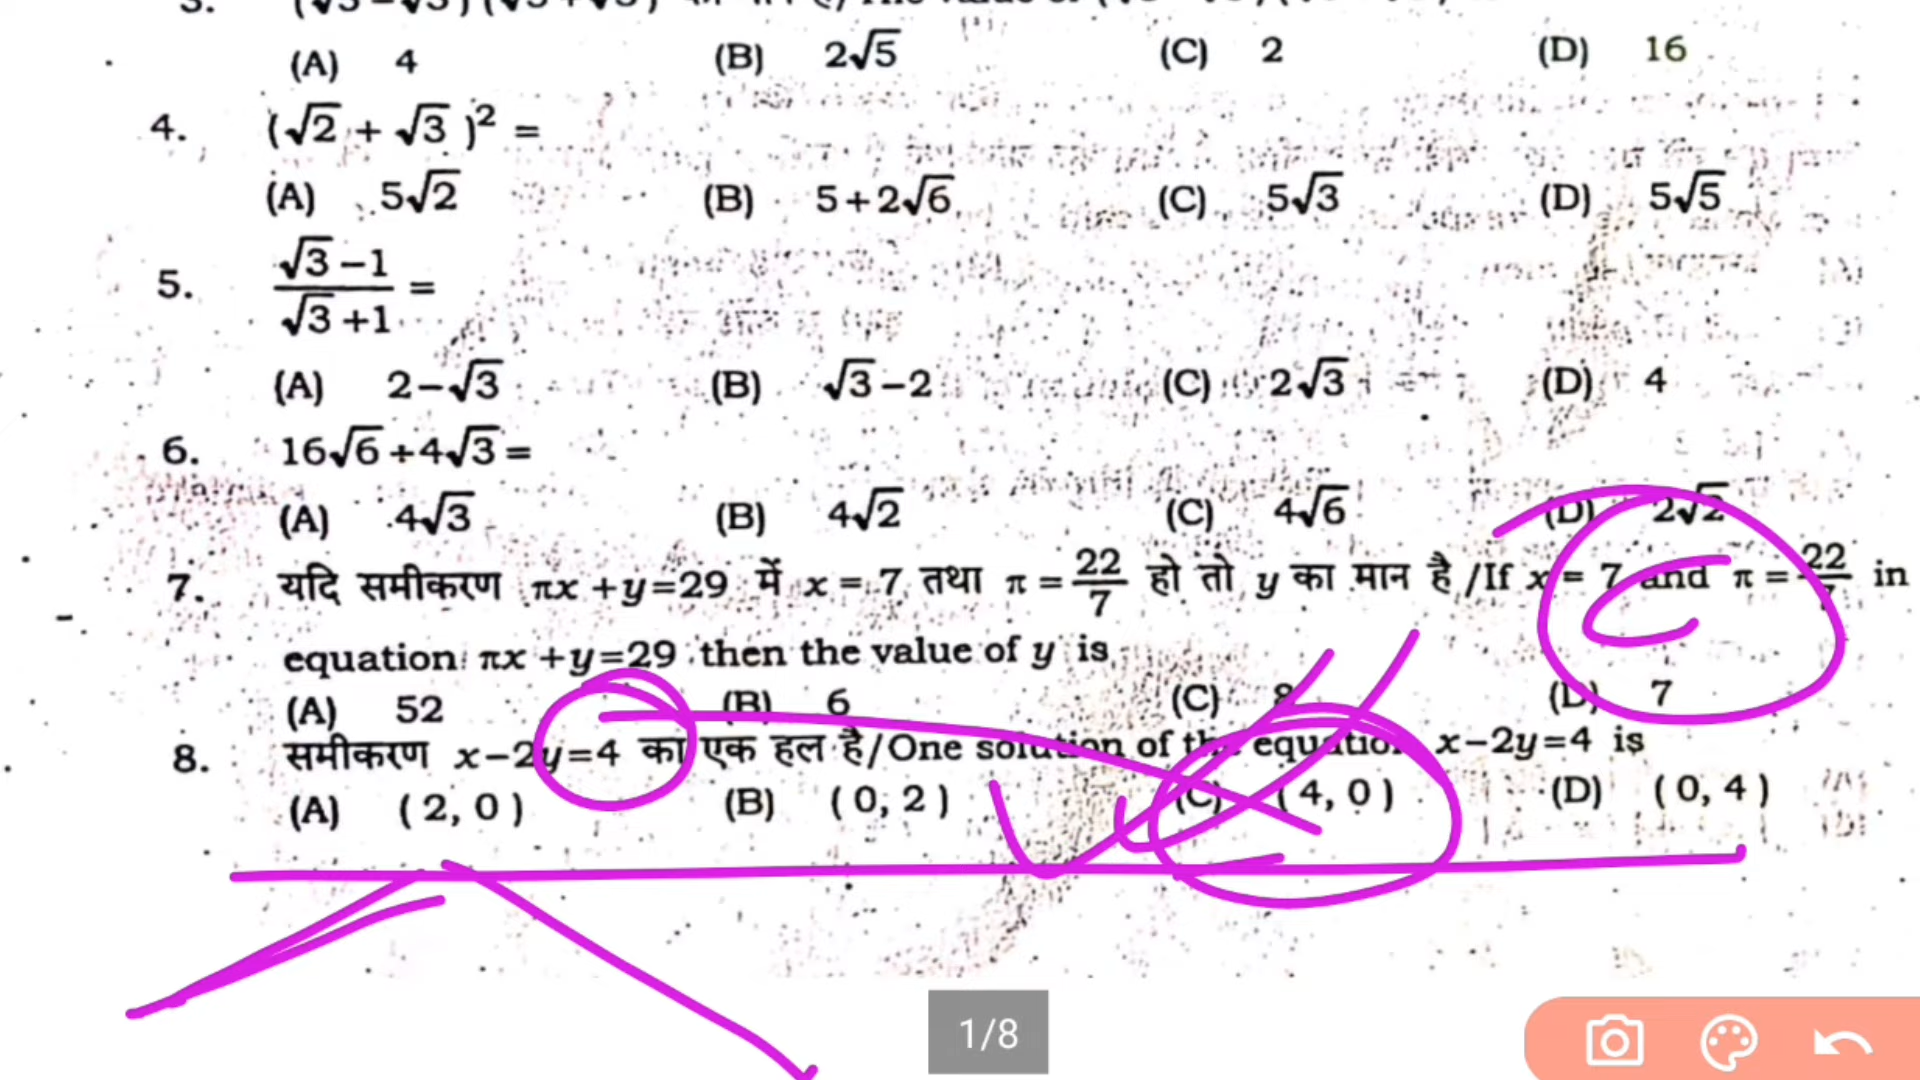 (A) 4 (B) 2√5 (C) 2 (D) 16
4. (√2 + √3 )² =
(A) 5√2 (B) 5+2√6 (C) 5√3 (D) 5√5
5. (√3−1)/(√3+1) =
(A) 2−√3 (B) √3−2 (C) 2√3 (D) 4
6. 16√6÷4√3=
(A) 4√3 (B) 4√2 (C) 4√6 (D) 2√2
7. यदि समीकरण πx+y=29 में x=7 तथा π=22/7 हो तो y का मान है/If x=7 and π=22/7 in
equation πx+y=29 then the value of y is
(A) 52 (B) 6 (C) (D) 7
8. समीकरण x−2y=4 का एक हल है/One solution of the equation x−2y=4 is
(A) (2, 0) (B) (0, 2) (C) (4, 0) (D) (0, 4)
1/8